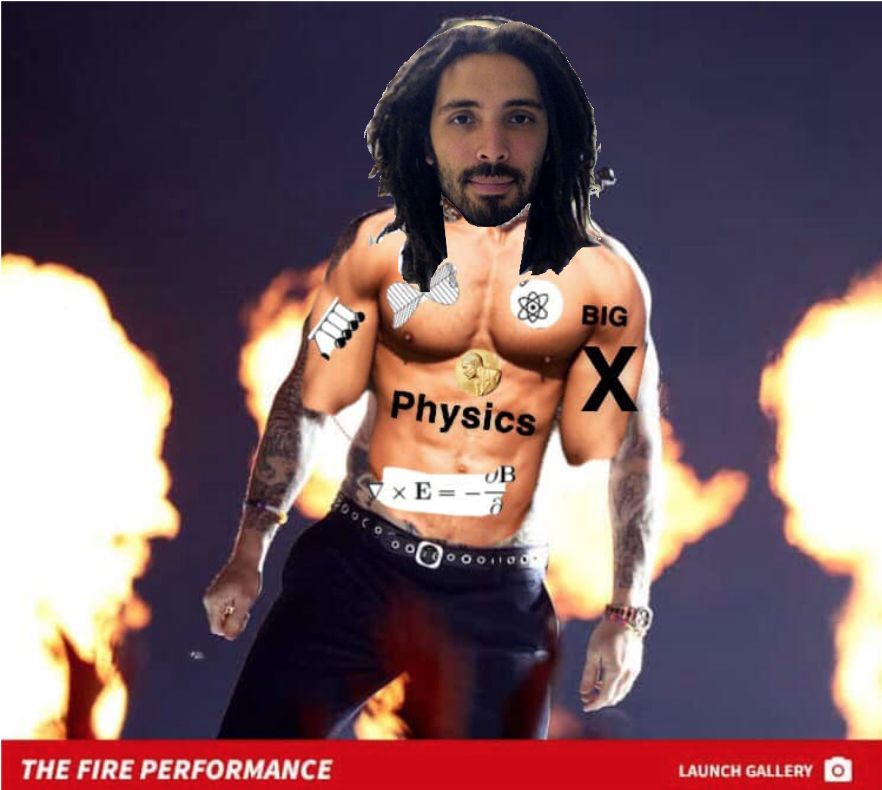 BIG
X
Physics
∇ × E = − ∂B
∂
THE FIRE PERFORMANCE
LAUNCH GALLERY